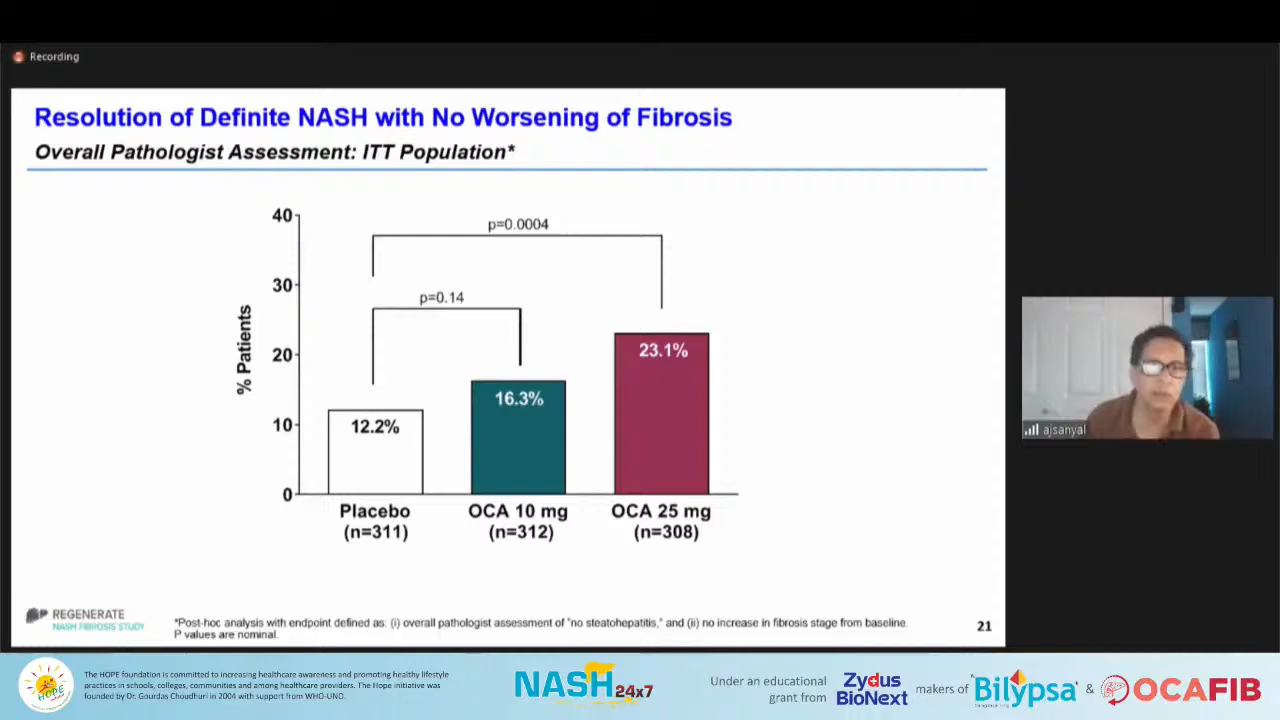 Recording
Resolution of Definite NASH with No Worsening of Fibrosis
Overall Pathologist Assessment: ITT Population*
40
30
20
10
0
% Patients
p=0.0004
p=0.14
12.2%
16.3%
23.1%
Placebo
(n=311)
OCA 10 mg
(n=312)
OCA 25 mg
(n=308)
ajsanyal
REGENERATE
NASH FIBROSIS STUDY
*Post-hoc analysis with endpoint defined as: (i) overall pathologist assessment of "no steatohepatitis," and (ii) no increase in fibrosis stage from baseline.
P values are nominal.
21
HOPE
The HOPE foundation is committed to increasing healthcare awareness and promoting healthy lifestyle
practices in schools, colleges, communities and among healthcare providers. The Hope initiative was
founded by Dr. Gourdas Choudhuri in 2004 with support from WHO-UNO.
NASH 24x7
Under an educational
grant from
Zydus
BioNext
makers of
Bilypsa
&
OCAFIB